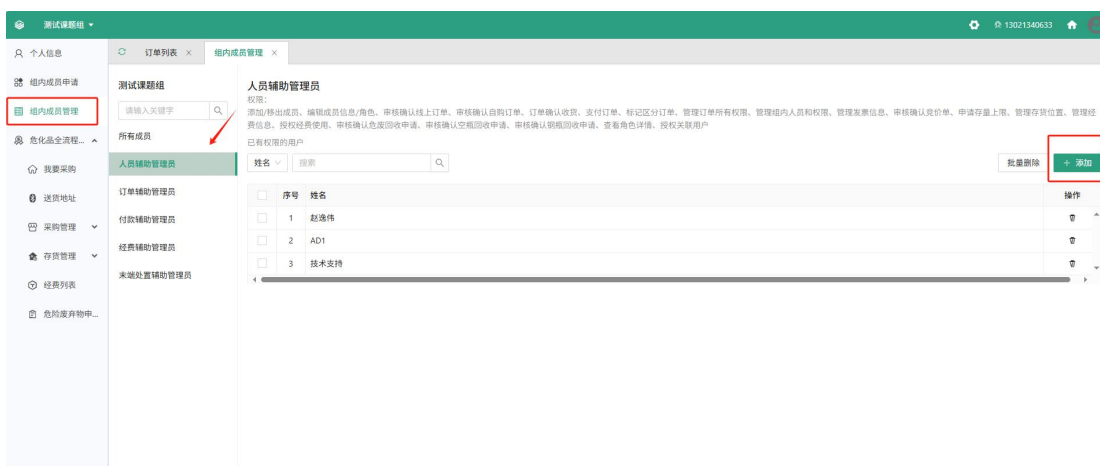 测试课题组
13021340633
个人信息
组内成员申请
组内成员管理
危化品全流程...
我要采购
送货地址
采购管理
存货管理
经费列表
危险废弃物申...
订单列表 ×
组内成员管理 ×
测试课题组
请输入关键字
所有成员
人员辅助管理员
订单辅助管理员
付款辅助管理员
经费辅助管理员
末端处置辅助管理员
人员辅助管理员
权限:
添加/移出成员、编辑成员信息/角色、审核确认线上订单、审核确认自购订单、订单确认收货、支付订单、标记区分订单、管理订单所有权限、管理组内人员和权限、管理发票信息、审核确认竞价单、申请存量上限、管理存货位置、管理经
费信息、授权经费使用、审核确认危废回收申请、审核确认空瓶回收申请、审核确认钢瓶回收申请、查看角色详情、授权关联用户
已有权限的用户
姓名 搜索 批量删除 + 添加
序号 姓名 操作
1 赵逸伟
2 AD1
3 技术支持